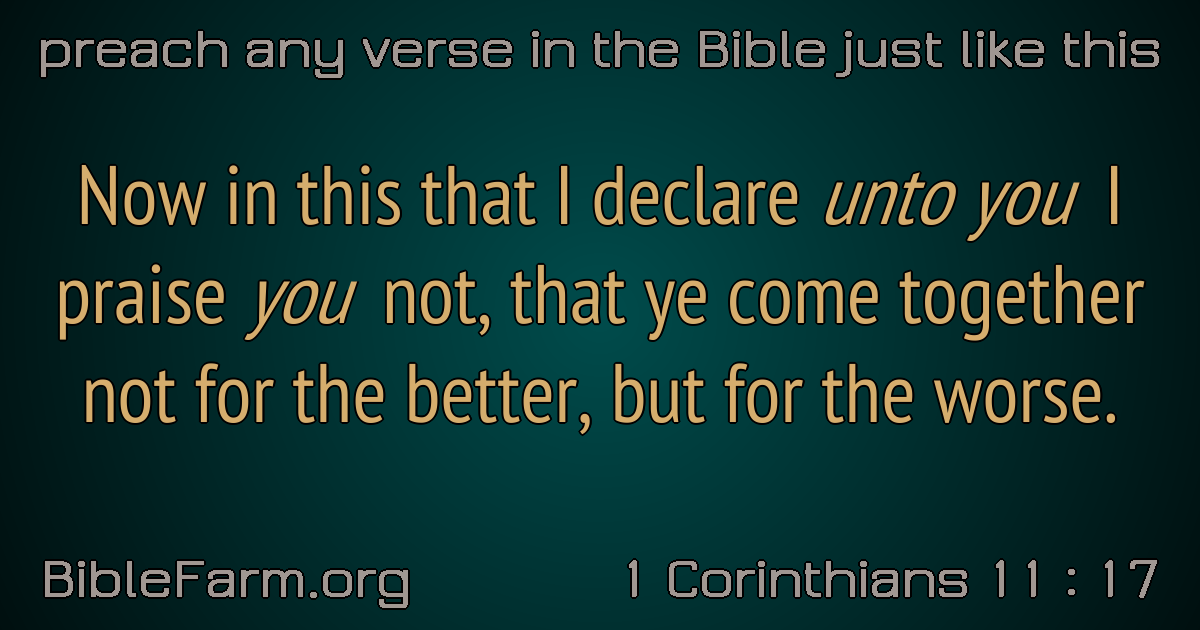 preach any verse in the Bible just like this
Now in this that I declare unto you I
praise you not, that ye come together
not for the better, but for the worse.
BibleFarm.org
1 Corinthians 11 : 17